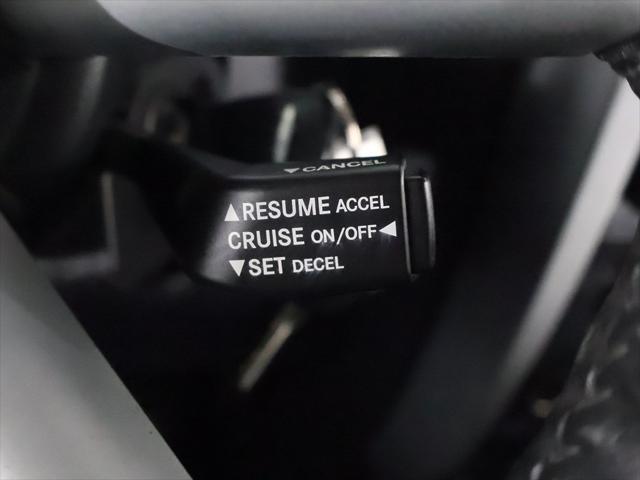 ▼CANCEL
▲RESUME ACCEL
CRUISE ON/OFF◀
▼SET DECEL